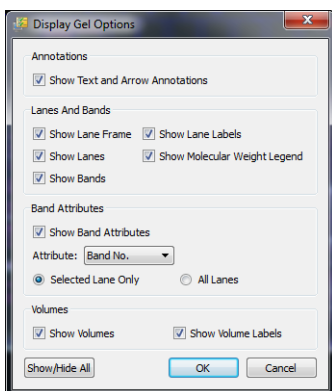 Display Gel Options
Annotations
Show Text and Arrow Annotations
Lanes And Bands
Show Lane Frame Show Lane Labels
Show Lanes Show Molecular Weight Legend
Show Bands
Band Attributes
Show Band Attributes
Attribute: Band No.
Selected Lane Only All Lanes
Volumes
Show Volumes Show Volume Labels
Show/Hide All OK Cancel